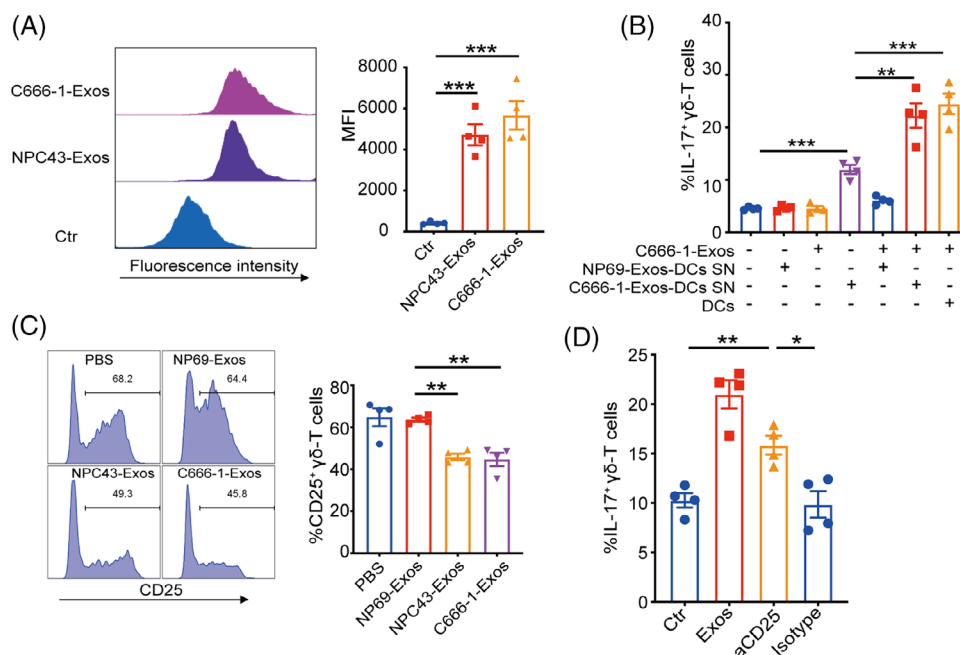 (A)
C666-1-Exos
NPC43-Exos
Ctr
Fluorescence intensity
MFI
8000
6000
4000
2000
0
***
***
Ctr
NPC43-Exos
C666-1-Exos
(B)
%IL-17+ γδ-T cells
40
30
20
10
0
***
***
**
C666-1-Exo - - - - + + +
NP69-Exos-DCs SN - + - - + - -
C666-1-Exos-DCs SN - - - + - + -
DCs - - - - - - +
(C)
PBS
68.2
NP69-Exos
64.4
NPC43-Exos
49.3
C666-1-Exos
45.8
CD25
%CD25+ γδ-T cells
80
60
40
20
0
**
**
PBS
NP69-Exos
NPC43-Exos
C666-1-Exos
(D)
%IL-17+ γδ-T cells
25
20
15
10
5
0
**
*
Ctr
Exos
aCD25
Isotype